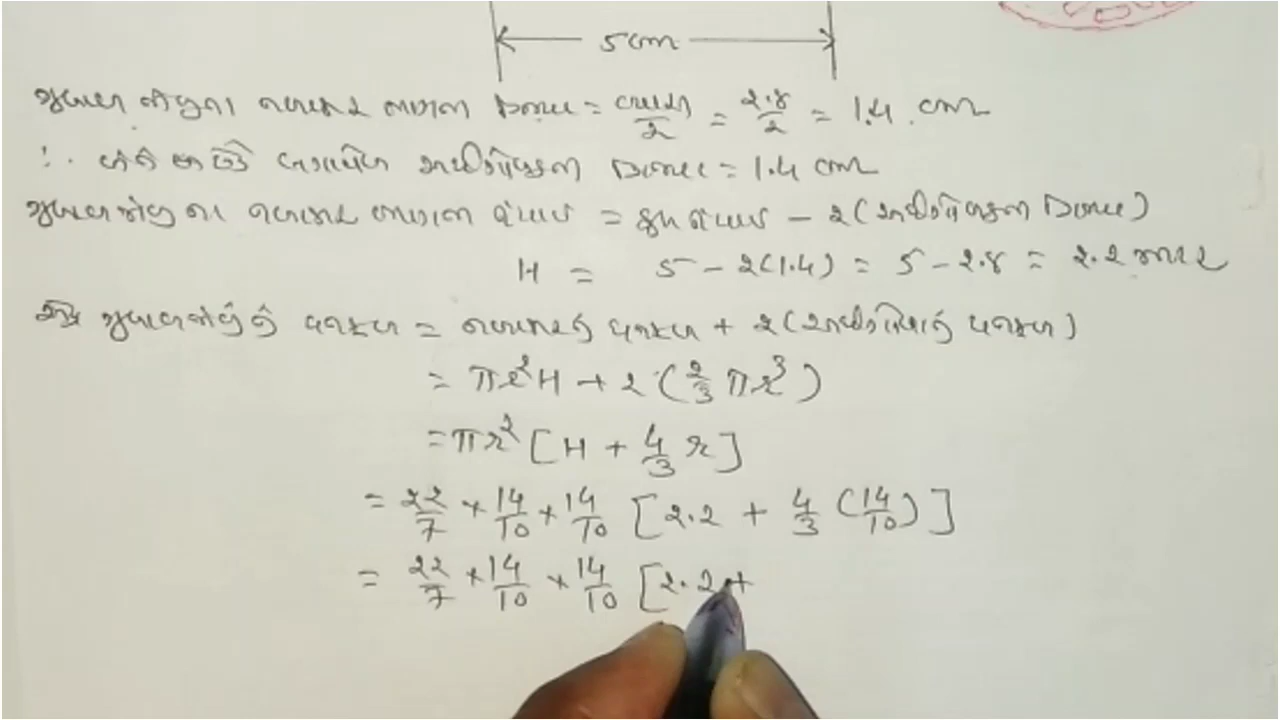 5cm
ગુલાબજાંબુના નળાકાર ભાગની ત્રિજ્યા = વ્યાસ/2 = 2.8/2 = 1.4 cm
∴ અર્ધગોલકની ત્રિજ્યા = 1.4 cm
ગુલાબજાંબુના નળાકાર ભાગની ઊંચાઈ = કુલ લંબાઈ - 2(અર્ધગોલકની ત્રિજ્યા)
H = 5 - 2(1.4) = 5 - 2.8 = 2.2
ગુલાબજાંબુનું ઘનફળ = નળાકારનું ઘનફળ + 2(અર્ધગોલકનું ઘનફળ)
= πr²H + 2(2/3 πr³)
= πr² [H + 4/3 r]
= 22/7 × 14/10 × 14/10 [2.2 + 4/3 (14/10)]
= 22/7 × 14/10 × 14/10 [2.2 +